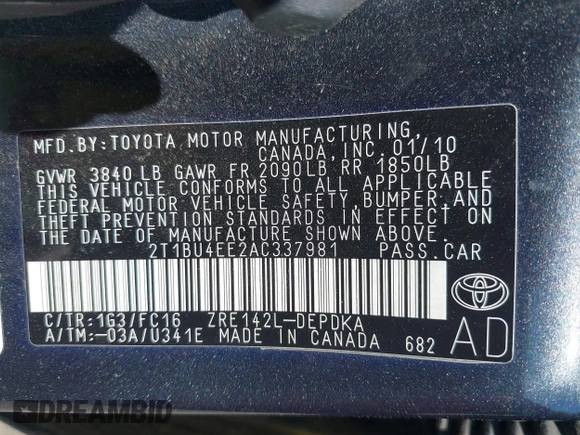 MFD.BY:TOYOTA MOTOR MANUFACTURING,
CANADA,INC. 01/10
GVWR 3840LB GAWR FR 2090LB RR 1850LB
THIS VEHICLE CONFORMS TO ALL APPLICABLE
FEDERAL MOTOR VEHICLE SAFETY,BUMPER,AND
THEFT PREVENTION STANDARDS IN EFFECT ON
THE DATE OF MANUFACTURE SHOWN ABOVE.
2T1BU4EE2AC337981 PASS.CAR
C/TR:1G3/FC16 ZRE142L-DEPDKA
A/TM:-03A/U341E MADE IN CANADA 682
AD
DREAMBID